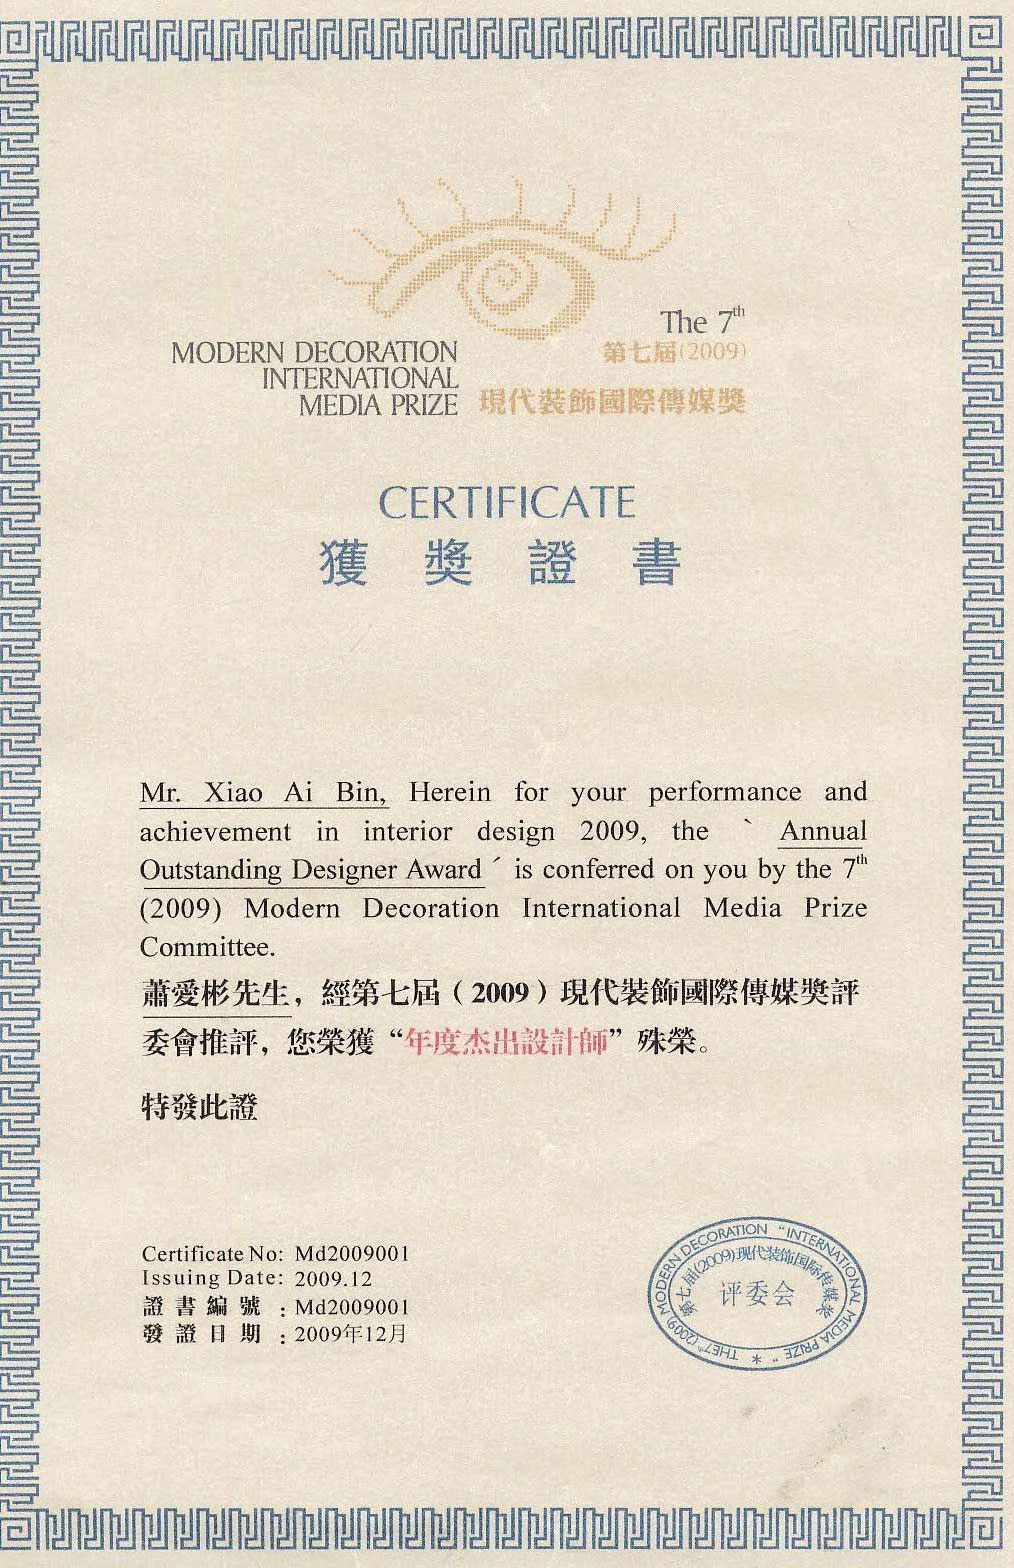 The 7th
第七屆(2009)
MODERN DECORATION
INTERNATIONAL
MEDIA PRIZE
現代裝飾國際傳媒獎
CERTIFICATE
獲獎證書
Mr. Xiao Ai Bin, Herein for your performance and
achievement in interior design 2009, the ` Annual
Outstanding Designer Award ´ is conferred on you by the 7th
(2009) Modern Decoration International Media Prize
Committee.
蕭愛彬先生，經第七屆（2009）現代裝飾國際傳媒獎評
委會推評，您榮獲“年度杰出設計師”殊榮。
特發此證
Certificate No: Md2009001
Issuing Date: 2009.12
證書編號：Md2009001
發證日期：2009年12月
THE7th(2009)MODERN DECORATION “INTERNATIONAL MEDIA PRIZE” *
第七届(2009)现代装饰国际传媒奖
评委会